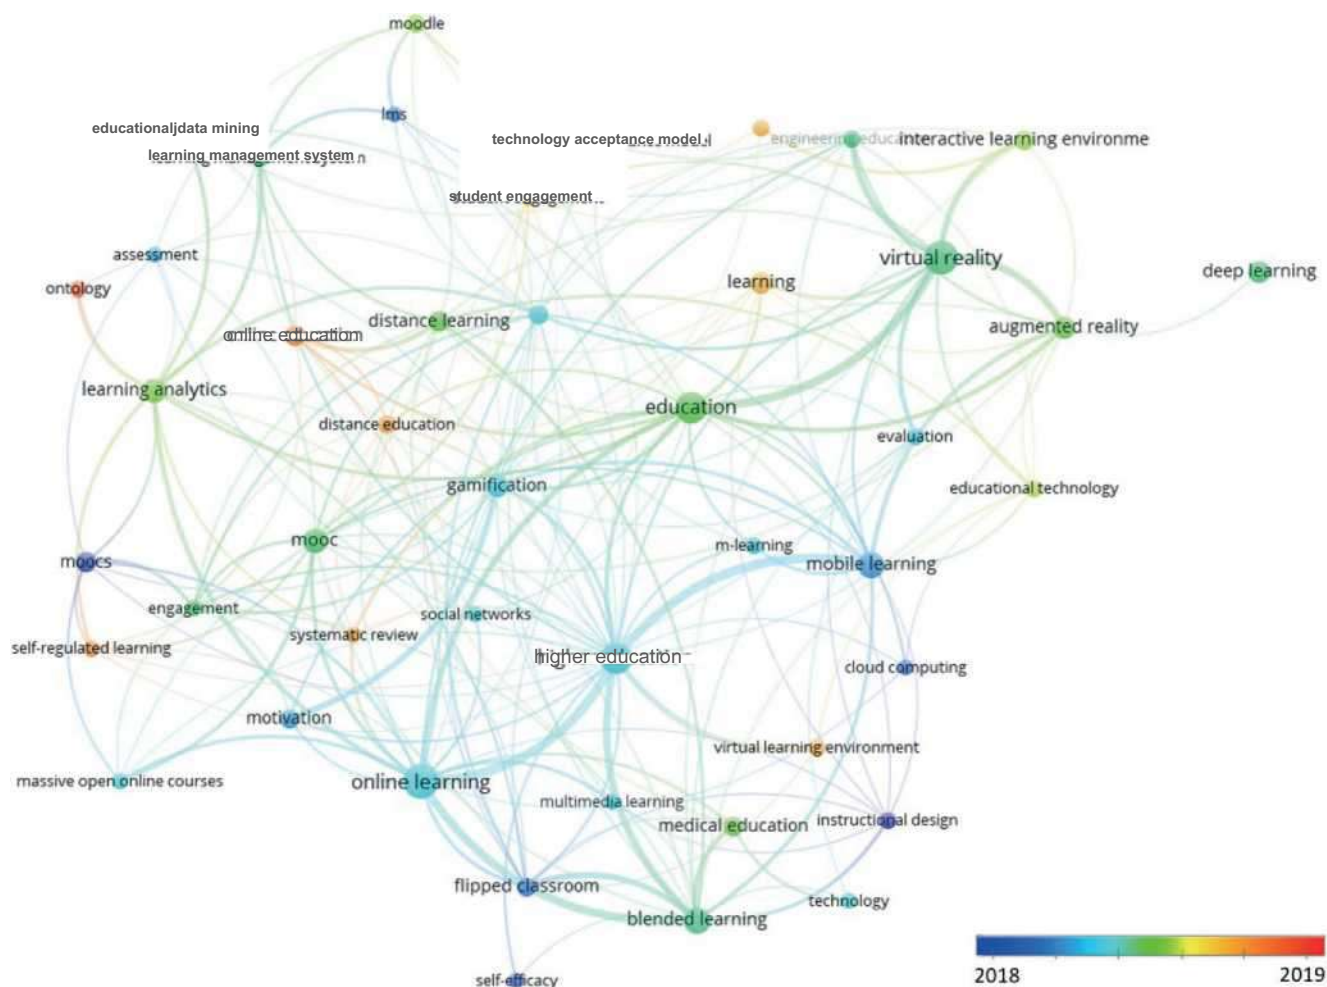 moodle
lms
educationaljdata mining
technology acceptance model
engineering educa
interactive learning environme
learning management system
student engagement
assessment
virtual reality
deep learning
ontology
learning
online education
distance learning
augmented reality
learning analytics
education
distance education
evaluation
gamification
educational technology
mooc
m-learning
moocs
mobile learning
engagement
social networks
systematic review
self-regulated learning
higher education
cloud computing
motivation
virtual learning environment
massive open online courses
online learning
multimedia learning
medical education
instructional design
flipped classroom
technology
blended learning
self-efficacy
2018
2019